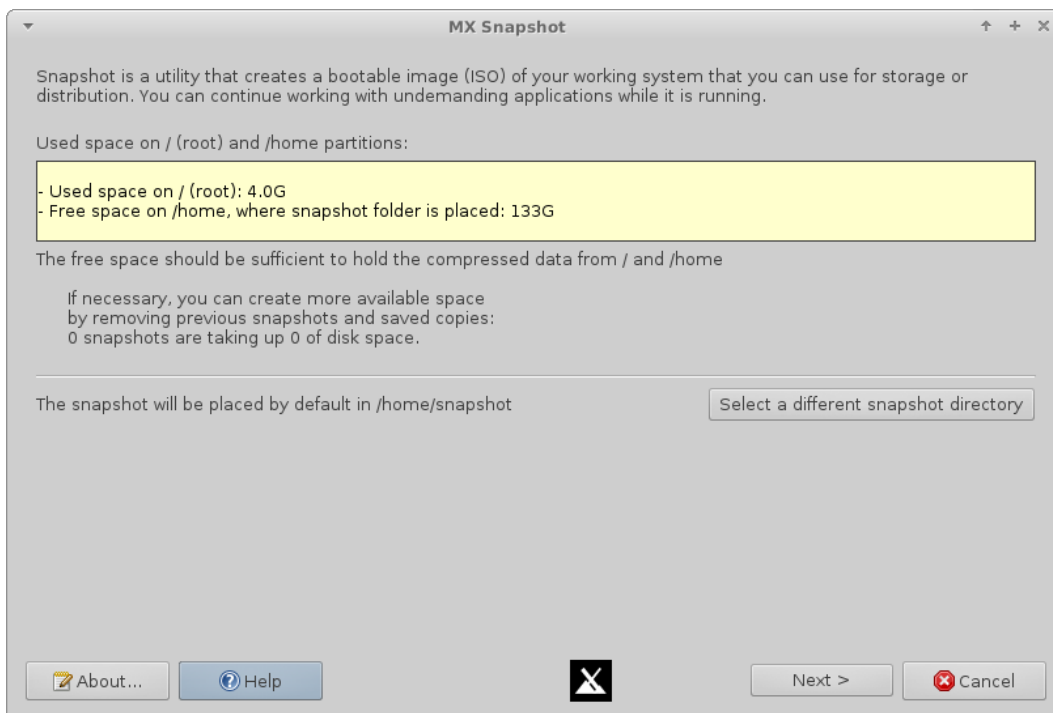 MX Snapshot
Snapshot is a utility that creates a bootable image (ISO) of your working system that you can use for storage or
distribution. You can continue working with undemanding applications while it is running.
Used space on / (root) and /home partitions:
- Used space on / (root): 4.0G
- Free space on /home, where snapshot folder is placed: 133G
The free space should be sufficient to hold the compressed data from / and /home
If necessary, you can create more available space
by removing previous snapshots and saved copies:
0 snapshots are taking up 0 of disk space.
The snapshot will be placed by default in /home/snapshot
Select a different snapshot directory
About...
Help
Next >
Cancel